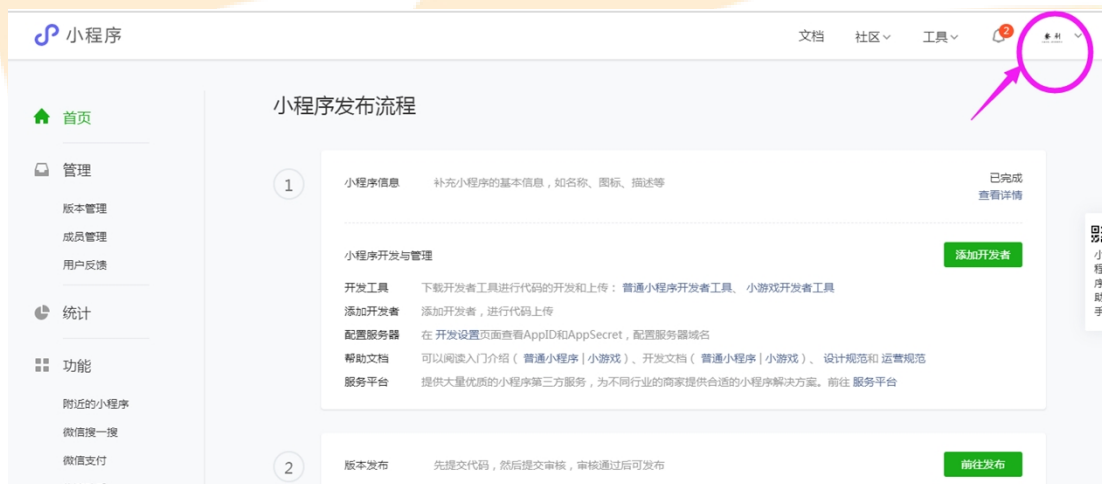 小程序
文档 社区 工具 2
小程序发布流程
首页
管理
版本管理
成员管理
用户反馈
统计
功能
附近的小程序
微信搜一搜
微信支付
1
小程序信息 补充小程序的基本信息,如名称、图标、描述等 已完成
查看详情
小程序开发与管理 添加开发者
开发工具 下载开发者工具进行代码的开发和上传: 普通小程序开发者工具、 小游戏开发者工具
添加开发者 添加开发者,进行代码上传
配置服务器 在 开发设置页面查看AppID和AppSecret,配置服务器域名
帮助文档 可以阅读入门介绍( 普通小程序 | 小游戏 )、开发文档( 普通小程序 | 小游戏 )、 设计规范和 运营规范
服务平台 提供大量优质的小程序第三方服务,为不同行业的商家提供合适的小程序解决方案。前往 服务平台
2
版本发布 先提交代码,然后提交审核,审核通过后可发布 前往发布
小
程
序
助
手